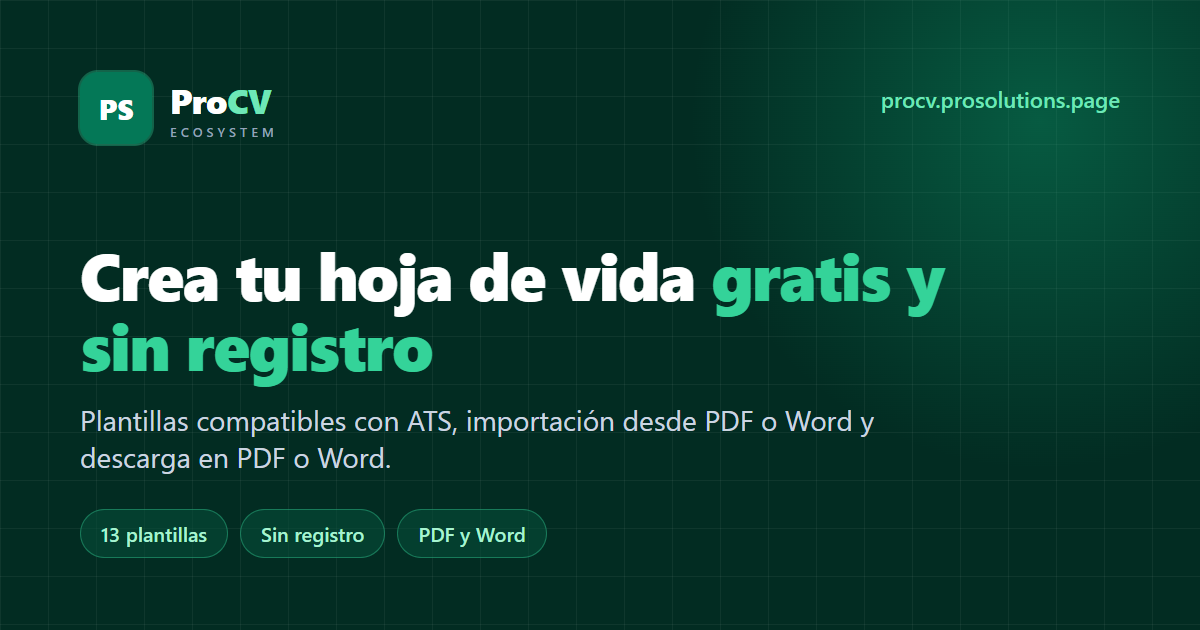 PS
ProCV
ECOSYSTEM
procv.prosolutions.page
Crea tu hoja de vida gratis y
sin registro
Plantillas compatibles con ATS, importación desde PDF o Word y
descarga en PDF o Word.
13 plantillas
Sin registro
PDF y Word